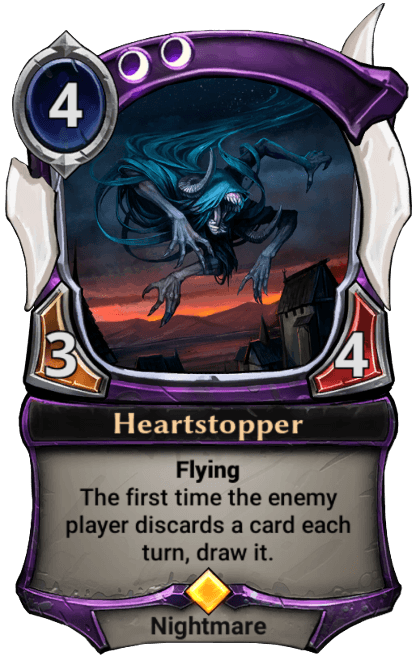 4
3
4
Heartstopper
Flying
The first time the enemy
player discards a card each
turn, draw it.
Nightmare